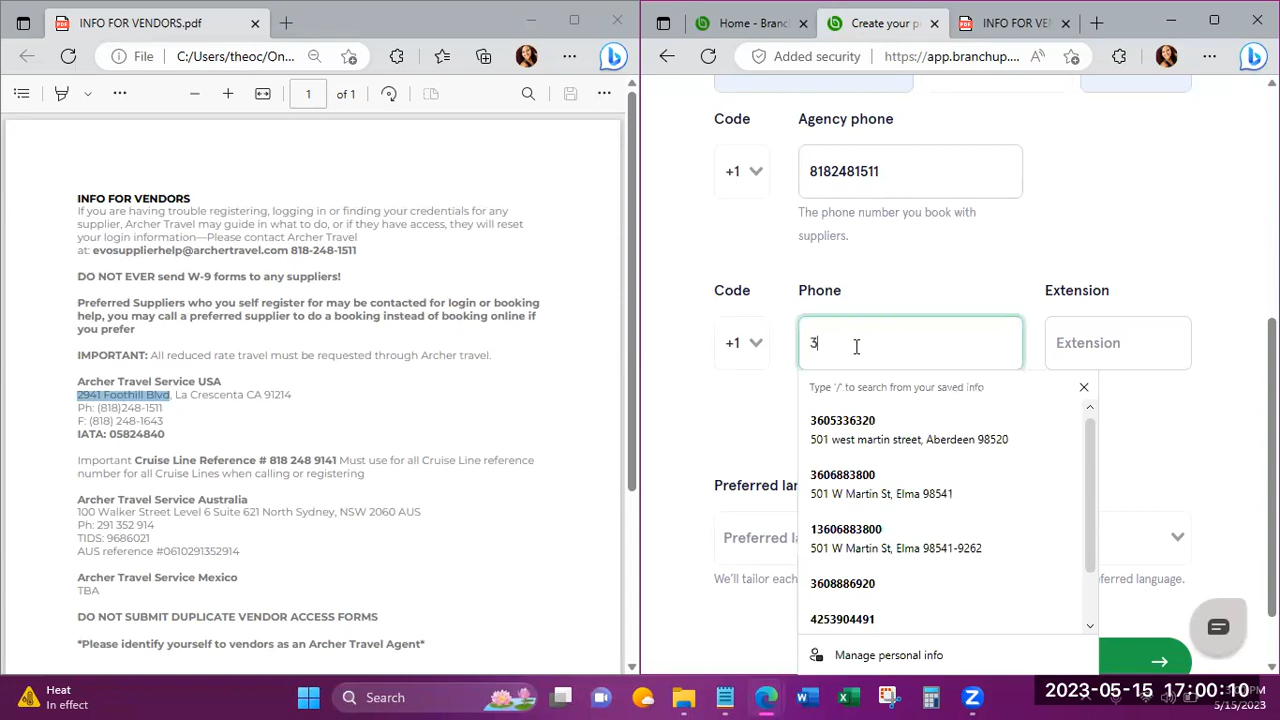 INFO FOR VENDORS.pdf
Home - Branc
Create your p
INFO FOR VE
File
C:/Users/theoc/On...
Added security
https://app.branchup....
1
of 1
INFO FOR VENDORS
If you are having trouble registering, logging in or finding your credentials for any
supplier, Archer Travel may guide in what to do, or if they have access, they will reset
your login information—Please contact Archer Travel
at: evosupplierhelp@archertravel.com 818-248-1511
DO NOT EVER send W-9 forms to any suppliers!
Preferred Suppliers who you self register for may be contacted for login or booking
help, you may call a preferred supplier to do a booking instead of booking online if
you prefer
IMPORTANT: All reduced rate travel must be requested through Archer travel.
Archer Travel Service USA
2941 Foothill Blvd, La Crescenta CA 91214
Ph: (818)248-1511
F: (818) 248-1643
IATA: 05824840
Important Cruise Line Reference # 818 248 9141 Must use for all Cruise Line reference
number for all Cruise Lines when calling or registering
Archer Travel Service Australia
100 Walker Street Level 6 Suite 621 North Sydney, NSW 2060 AUS
Ph: 291 352 914
TIDS: 9686021
AUS reference #0610291352914
Archer Travel Service Mexico
TBA
DO NOT SUBMIT DUPLICATE VENDOR ACCESS FORMS
*Please identify yourself to vendors as an Archer Travel Agent*
Code
Agency phone
+1
8182481511
The phone number you book with
suppliers.
Code
Phone
Extension
+1
3
Extension
Type '/' to search from your saved info
3605336320
501 west martin street, Aberdeen 98520
3606883800
501 W Martin St, Elma 98541
13606883800
501 W Martin St, Elma 98541-9262
3608886920
4253904491
Manage personal info
Preferred la
Preferred la
We'll tailor each
eferred language.
Heat
In effect
Search
2023-05-15 17:00:10
5/15/2023